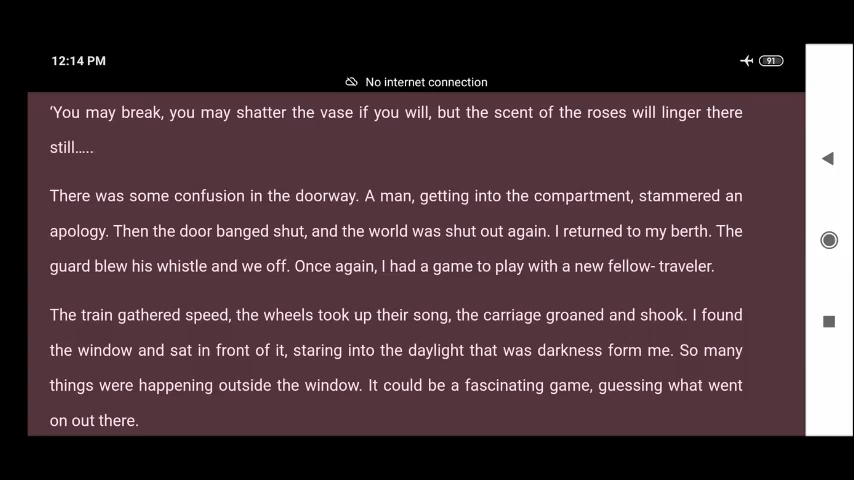 12:14 PM
91
No internet connection
‘You may break, you may shatter the vase if you will, but the scent of the roses will linger there
still.....
There was some confusion in the doorway. A man, getting into the compartment, stammered an
apology. Then the door banged shut, and the world was shut out again. I returned to my berth. The
guard blew his whistle and we off. Once again, I had a game to play with a new fellow- traveler.
The train gathered speed, the wheels took up their song, the carriage groaned and shook. I found
the window and sat in front of it, staring into the daylight that was darkness form me. So many
things were happening outside the window. It could be a fascinating game, guessing what went
on out there.